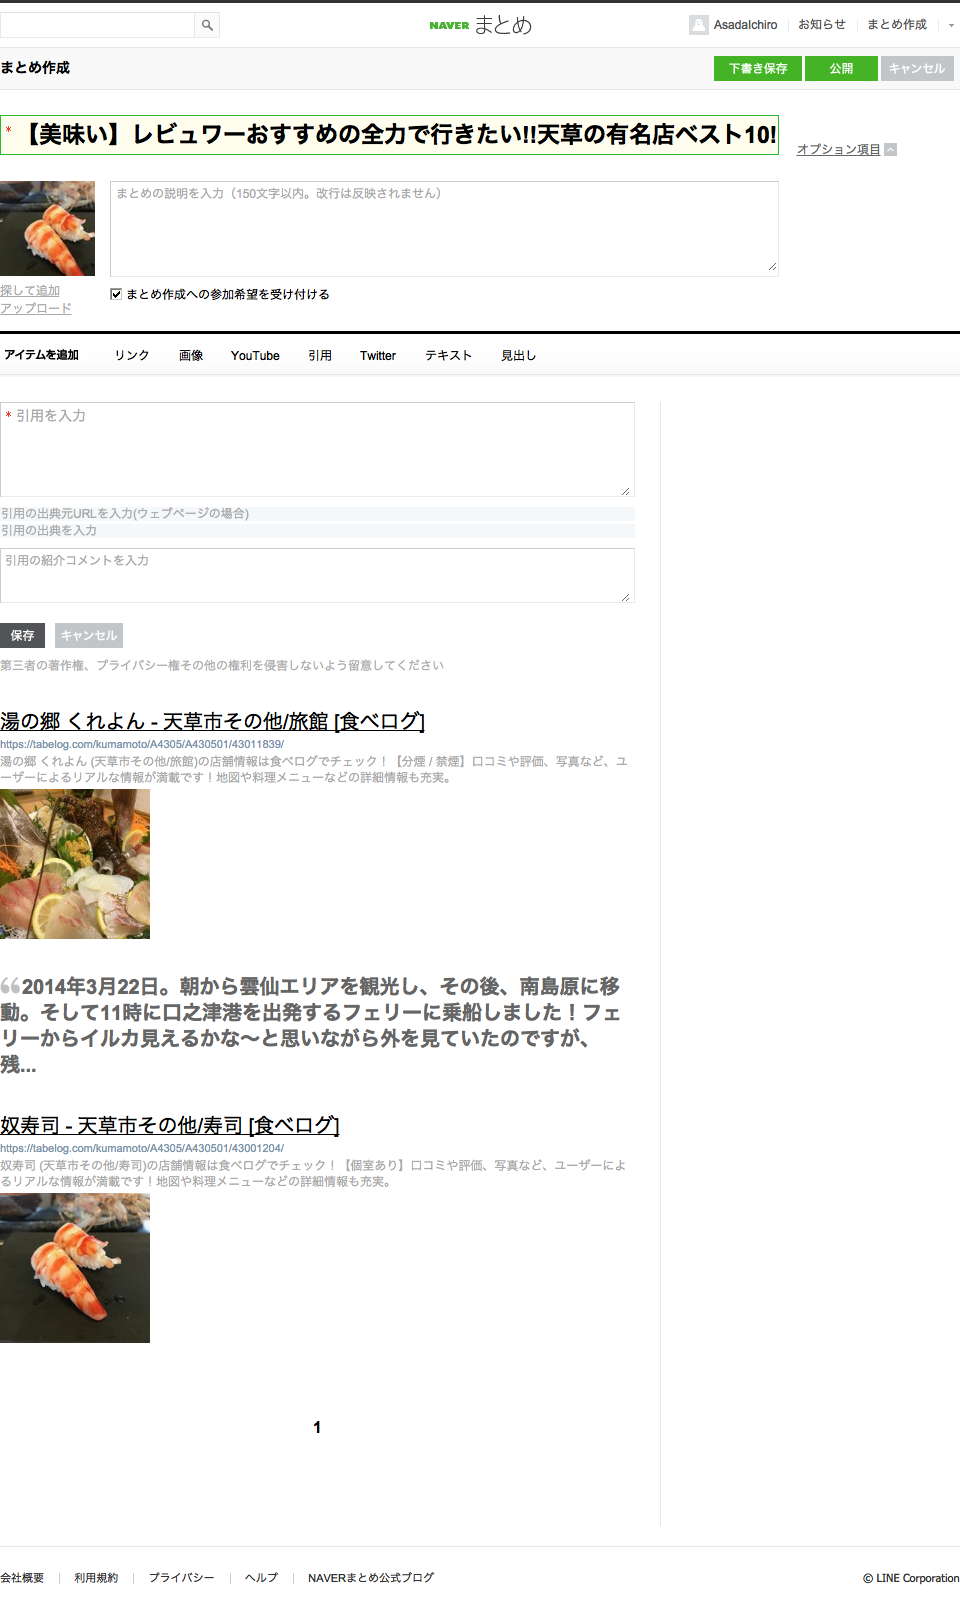 NAVER まとめ AsadaIchiro お知らせ まとめ作成
まとめ作成 下書き保存 公開 キャンセル
* 【美味い】レビュワーおすすめの全力で行きたい!!天草の有名店ベスト10!
オプション項目
まとめの説明を入力（150文字以内。改行は反映されません）
探して追加
アップロード
まとめ作成への参加希望を受け付ける
アイテムを追加 リンク 画像 YouTube 引用 Twitter テキスト 見出し
* 引用を入力
引用の出典元URLを入力(ウェブページの場合)
引用の出典を入力
引用の紹介コメントを入力
保存 キャンセル
第三者の著作権、プライバシー権その他の権利を侵害しないよう留意してください
湯の郷 くれよん - 天草市その他/旅館 [食べログ]
https://tabelog.com/kumamoto/A4305/A430501/43011839/
湯の郷 くれよん (天草市その他/旅館)の店舗情報は食べログでチェック！【分煙 / 禁煙】口コミや評価、写真など、ユ
ーザーによるリアルな情報が満載です！地図や料理メニューなどの詳細情報も充実。
“2014年3月22日。朝から雲仙エリアを観光し、その後、南島原に移
動。そして11時に口之津港を出発するフェリーに乗船しました！フェ
リーからイルカ見えるかな〜と思いながら外を見ていたのですが、
残...
奴寿司 - 天草市その他/寿司 [食べログ]
https://tabelog.com/kumamoto/A4305/A430501/43001204/
奴寿司 (天草市その他/寿司)の店舗情報は食べログでチェック！【個室あり】口コミや評価、写真など、ユーザーによ
るリアルな情報が満載です！地図や料理メニューなどの詳細情報も充実。
1
会社概要 利用規約 プライバシー ヘルプ NAVERまとめ公式ブログ © LINE Corporation